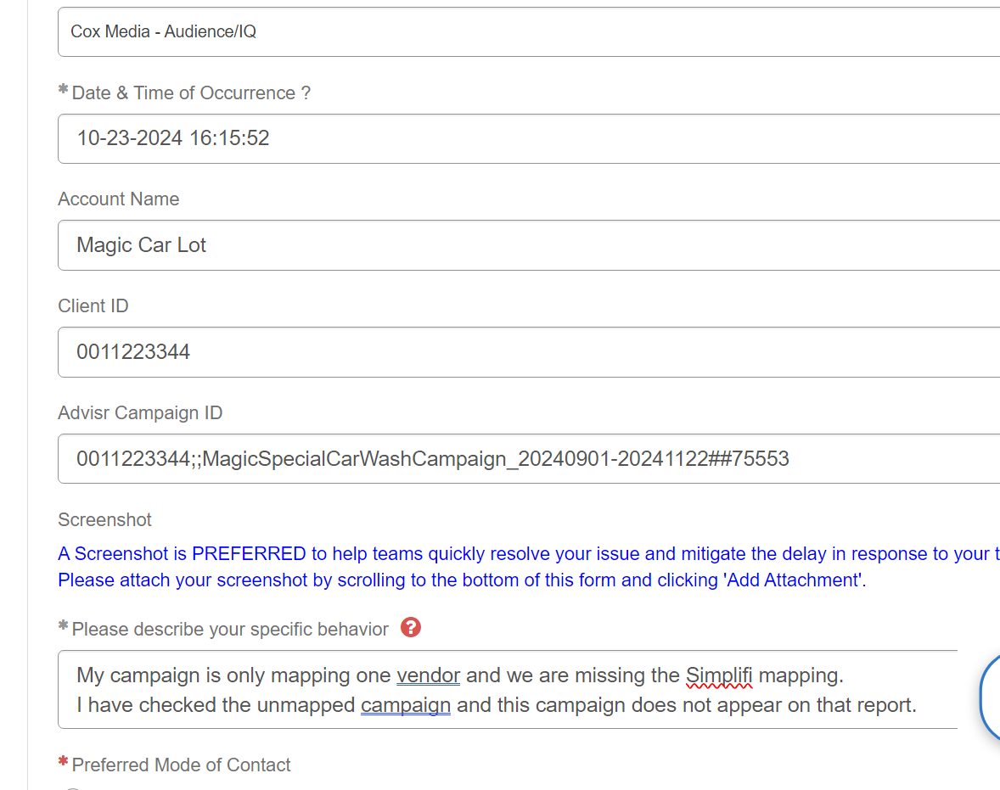 Cox Media - Audience/IQ
* Date & Time of Occurrence ?
10-23-2024 16:15:52
Account Name
Magic Car Lot
Client ID
0011223344
Advisr Campaign ID
0011223344;;MagicSpecialCarWashCampaign_20240901-20241122##75553
Screenshot
A Screenshot is PREFERRED to help teams quickly resolve your issue and mitigate the delay in response to your t
Please attach your screenshot by scrolling to the bottom of this form and clicking 'Add Attachment'.
* Please describe your specific behavior ?
My campaign is only mapping one vendor and we are missing the Simplifi mapping.
I have checked the unmapped campaign and this campaign does not appear on that report.
* Preferred Mode of Contact